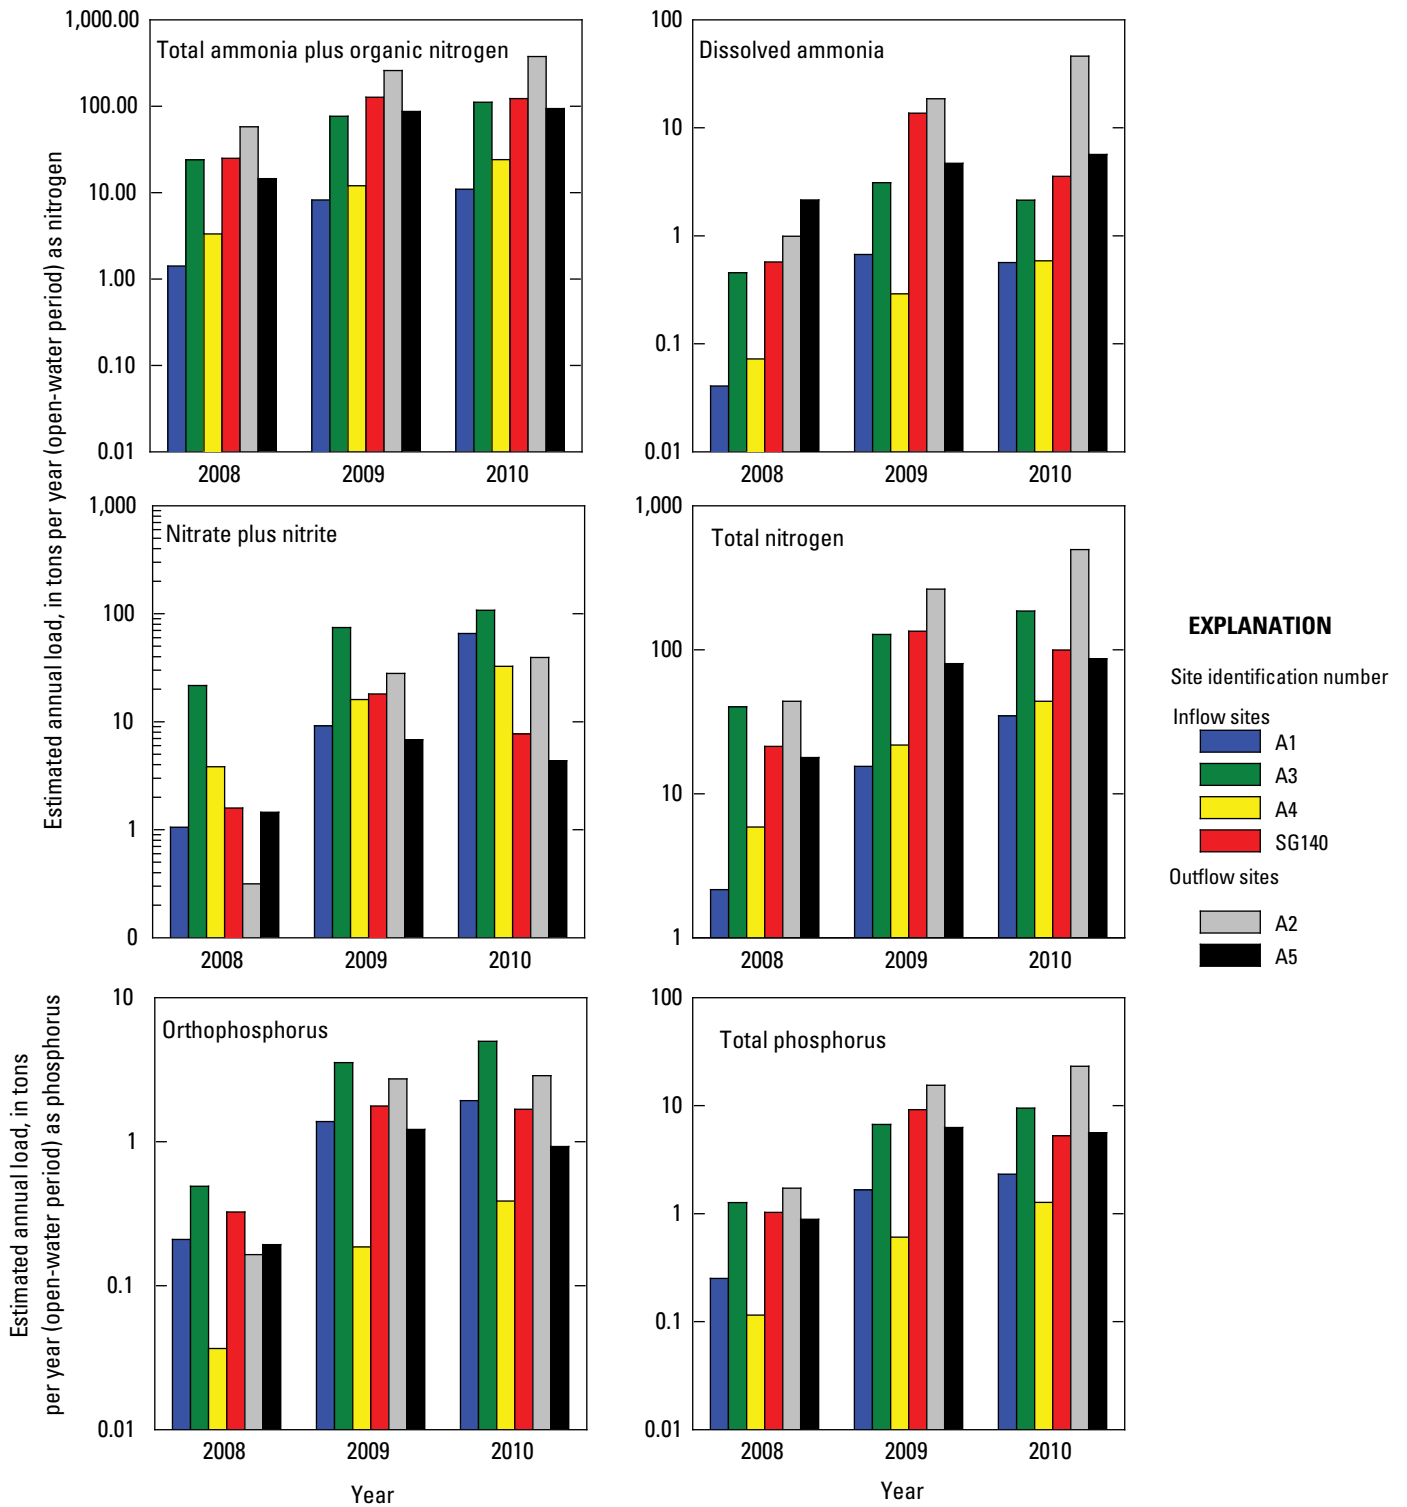 Estimated annual load, in tons per year (open-water period) as nitrogen
Total ammonia plus organic nitrogen
1,000.00
100.00
10.00
1.00
0.10
0.01
2008 2009 2010
Dissolved ammonia
100
10
1
0.1
0.01
2008 2009 2010
Nitrate plus nitrite
1,000
100
10
1
0
2008 2009 2010
Total nitrogen
1,000
100
10
1
2008 2009 2010
EXPLANATION
Site identification number
Inflow sites
A1
A3
A4
SG140
Outflow sites
A2
A5
Estimated annual load, in tons
per year (open-water period) as phosphorus
Orthophosphorus
10
1
0.1
0.01
2008 2009 2010
Year
Total phosphorus
100
10
1
0.1
0.01
2008 2009 2010
Year